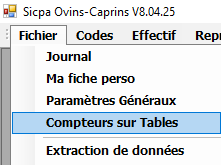 Sicpa Ovins-Caprins V8.04.25
Fichier Codes Effectif
Journal
Ma fiche perso
Paramètres Généraux
Compteurs sur Tables
Extraction de données